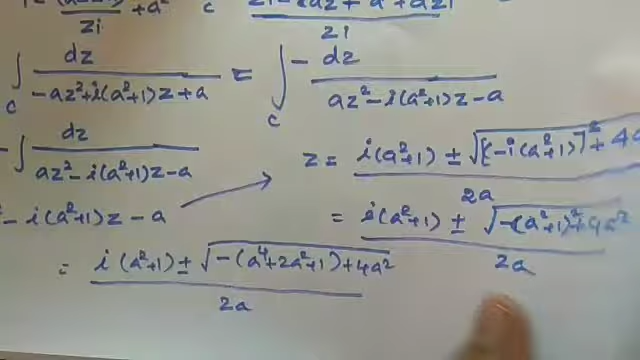 zi + a² c zi
∫c dz / -az²+i(a²+1)z+a = ∫c - dz / az²-i(a²+1)z-a
- ∫ dz / az²-i(a²+1)z-a
z = i(a²+1) ± √[-i(a²+1)]²+4a / 2a
-i(a²+1)z-a
= i(a²+1) ± √-(a²+1)²+4a² / 2a
= i(a²+1) ± √-(a⁴+2a²+1)+4a² / 2a